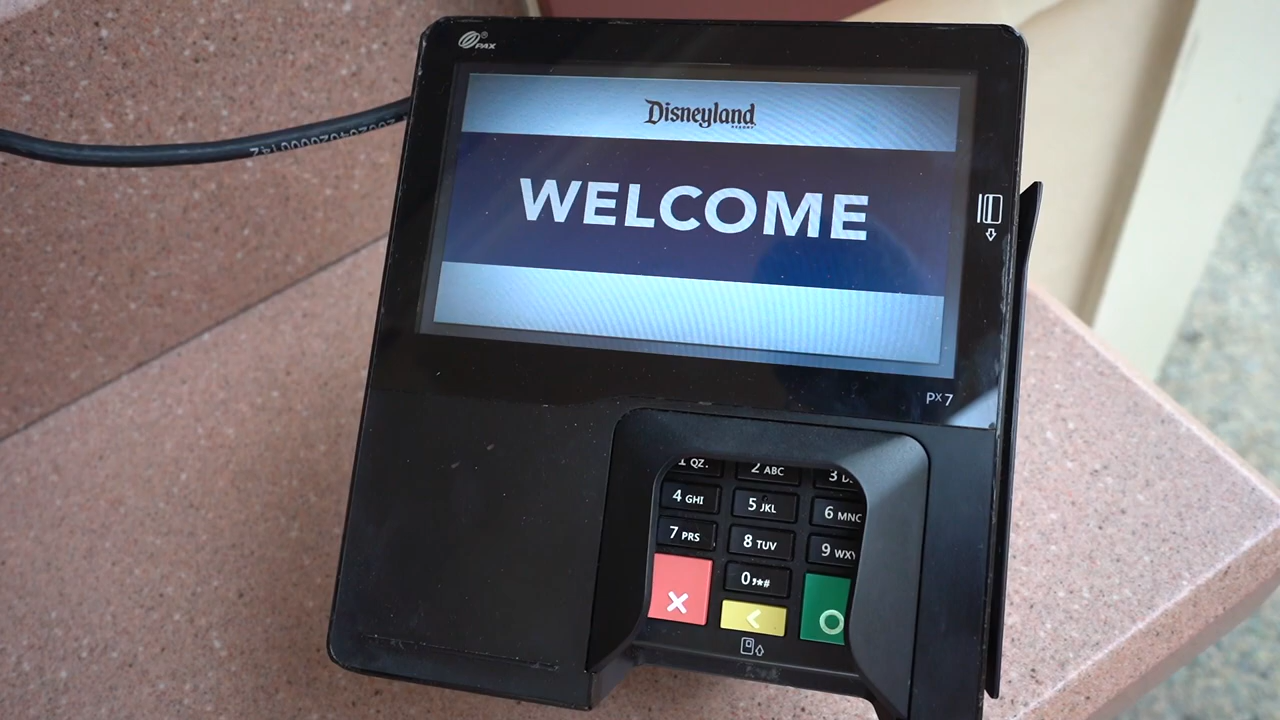 PAX
Disneyland
RESORT
WELCOME
PX7
1 QZ.
2 ABC
3 D
4 GHI
5 JKL
6 MNO
7 PRS
8 TUV
9 WXY
0,*#